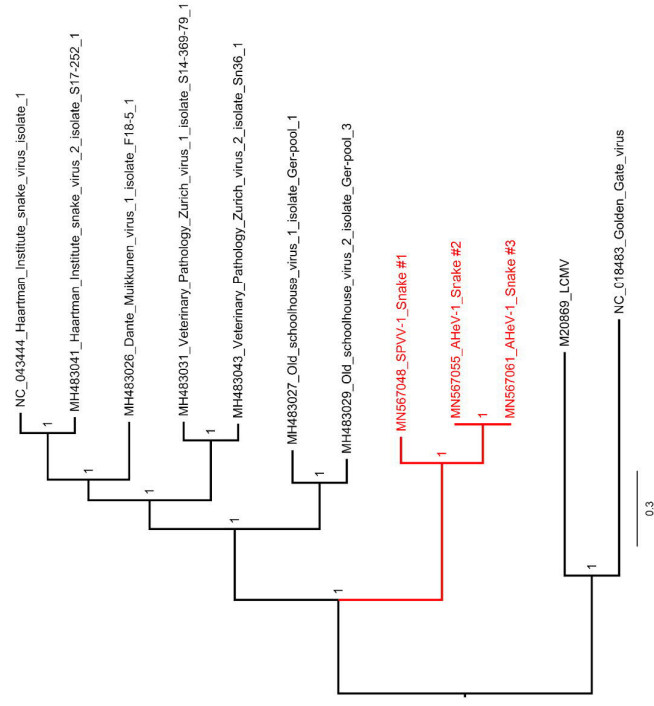 NC_043444_Haartman_Institute_snake_virus_isolate_1
MH483041_Haartman_Institute_snake_virus_2_isolate_S17-252_1
MH483026_Dante_Muikkunen_virus_1_isolate_F18-5_1
MH483031_Veterinary_Pathology_Zurich_virus_1_isolate_S14-369-79_1
MH483043_Veterinary_Pathology_Zurich_virus_2_isolate_Sn36_1
MH483027_Old_schoolhouse_virus_1_isolate_Ger-pool_1
MH483029_Old_schoolhouse_virus_2_isolate_Ger-pool_3
MN567048_SPVV-1_Snake #1
MN567055_AHeV-1_Snake #2
MN567061_AHeV-1_Snake #3
M20869_LCMV
NC_018483_Golden_Gate_virus
1
1
1
1
1
1
1
1
1
1
0.3